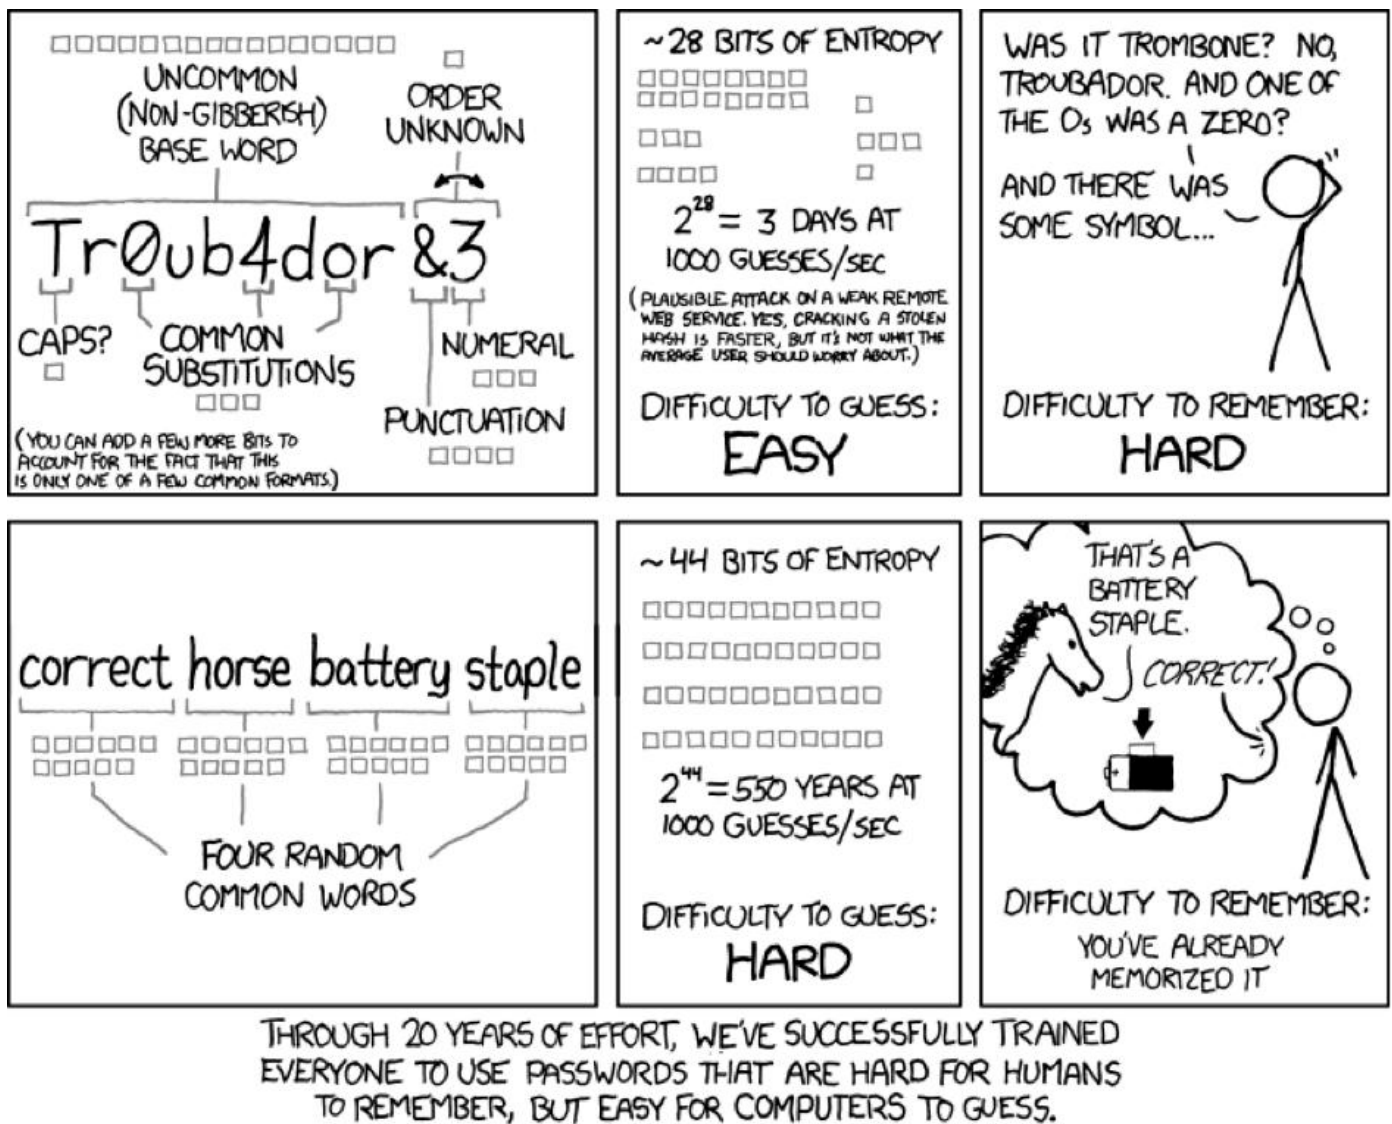 UNCOMMON
(NON-GIBBERISH)
BASE WORD
ORDER
UNKNOWN
Tr0ub4dor &3
CAPS?
COMMON
SUBSTITUTIONS
NUMERAL
PUNCTUATION
(YOU CAN ADD A FEW MORE BITS TO
ACCOUNT FOR THE FACT THAT THIS
IS ONLY ONE OF A FEW COMMON FORMATS.)
~28 BITS OF ENTROPY
2^28 = 3 DAYS AT
1000 GUESSES/SEC
(PLAUSIBLE ATTACK ON A WEAK REMOTE
WEB SERVICE. YES, CRACKING A STOLEN
HASH IS FASTER, BUT IT'S NOT WHAT THE
AVERAGE USER SHOULD WORRY ABOUT.)
DIFFICULTY TO GUESS:
EASY
WAS IT TROMBONE? NO,
TROUBADOR. AND ONE OF
THE Os WAS A ZERO?
AND THERE WAS
SOME SYMBOL...
DIFFICULTY TO REMEMBER:
HARD
correct horse battery staple
FOUR RANDOM
COMMON WORDS
~44 BITS OF ENTROPY
2^44 = 550 YEARS AT
1000 GUESSES/SEC
DIFFICULTY TO GUESS:
HARD
THAT'S A
BATTERY
STAPLE.
CORRECT!
DIFFICULTY TO REMEMBER:
YOU'VE ALREADY
MEMORIZED IT
THROUGH 20 YEARS OF EFFORT, WE'VE SUCCESSFULLY TRAINED
EVERYONE TO USE PASSWORDS THAT ARE HARD FOR HUMANS
TO REMEMBER, BUT EASY FOR COMPUTERS TO GUESS.